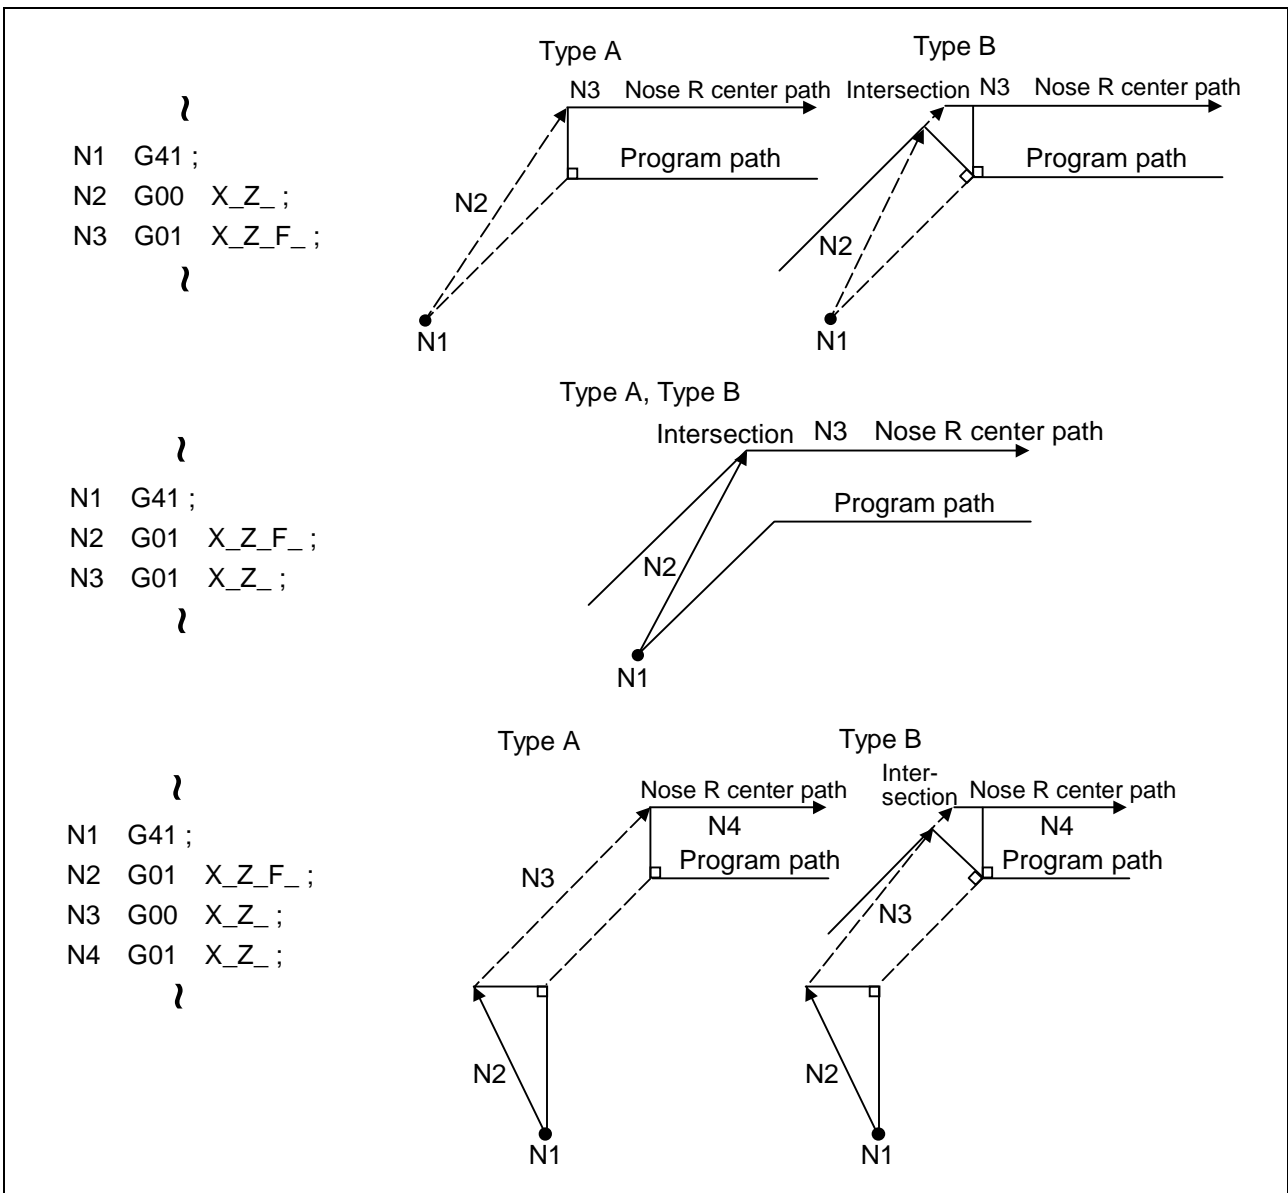 Type A
Type B
N3 Nose R center path
Intersection N3 Nose R center path
N1 G41 ;
N2 G00 X_Z_ ;
N3 G01 X_Z_F_ ;
Program path
Program path
N2
N2
N1
N1
Type A, Type B
Intersection N3 Nose R center path
N1 G41 ;
N2 G01 X_Z_F_ ;
N3 G01 X_Z_ ;
Program path
N2
N1
Type A
Type B
Inter-
section
Nose R center path
Nose R center path
N4
N4
N1 G41 ;
N2 G01 X_Z_F_ ;
N3 G00 X_Z_ ;
N4 G01 X_Z_ ;
Program path
Program path
N3
N3
N2
N2
N1
N1